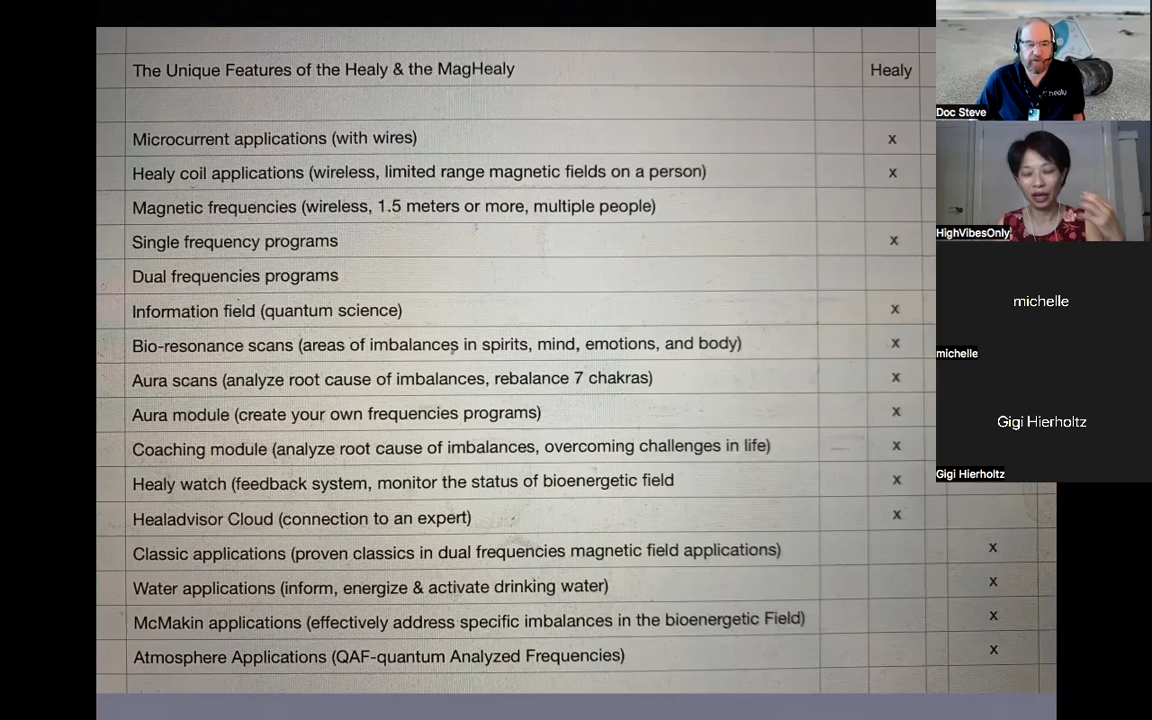 The Unique Features of the Healy & the MagHealy Healy
Microcurrent applications (with wires) x
Healy coil applications (wireless, limited range magnetic fields on a person) x
Magnetic frequencies (wireless, 1.5 meters or more, multiple people)
Single frequency programs x
Dual frequencies programs
Information field (quantum science) x
Bio-resonance scans (areas of imbalances in spirits, mind, emotions, and body) x
Aura scans (analyze root cause of imbalances, rebalance 7 chakras) x
Aura module (create your own frequencies programs) x
Coaching module (analyze root cause of imbalances, overcoming challenges in life) x
Healy watch (feedback system, monitor the status of bioenergetic field x
Healadvisor Cloud (connection to an expert) x
Classic applications (proven classics in dual frequencies magnetic field applications) x
Water applications (inform, energize & activate drinking water) x
McMakin applications (effectively address specific imbalances in the bioenergetic Field) x
Atmosphere Applications (QAF-quantum Analyzed Frequencies) x
healy
Doc Steve
HighVibesOnly
michelle
michelle
Gigi Hierholtz
Gigi Hierholtz